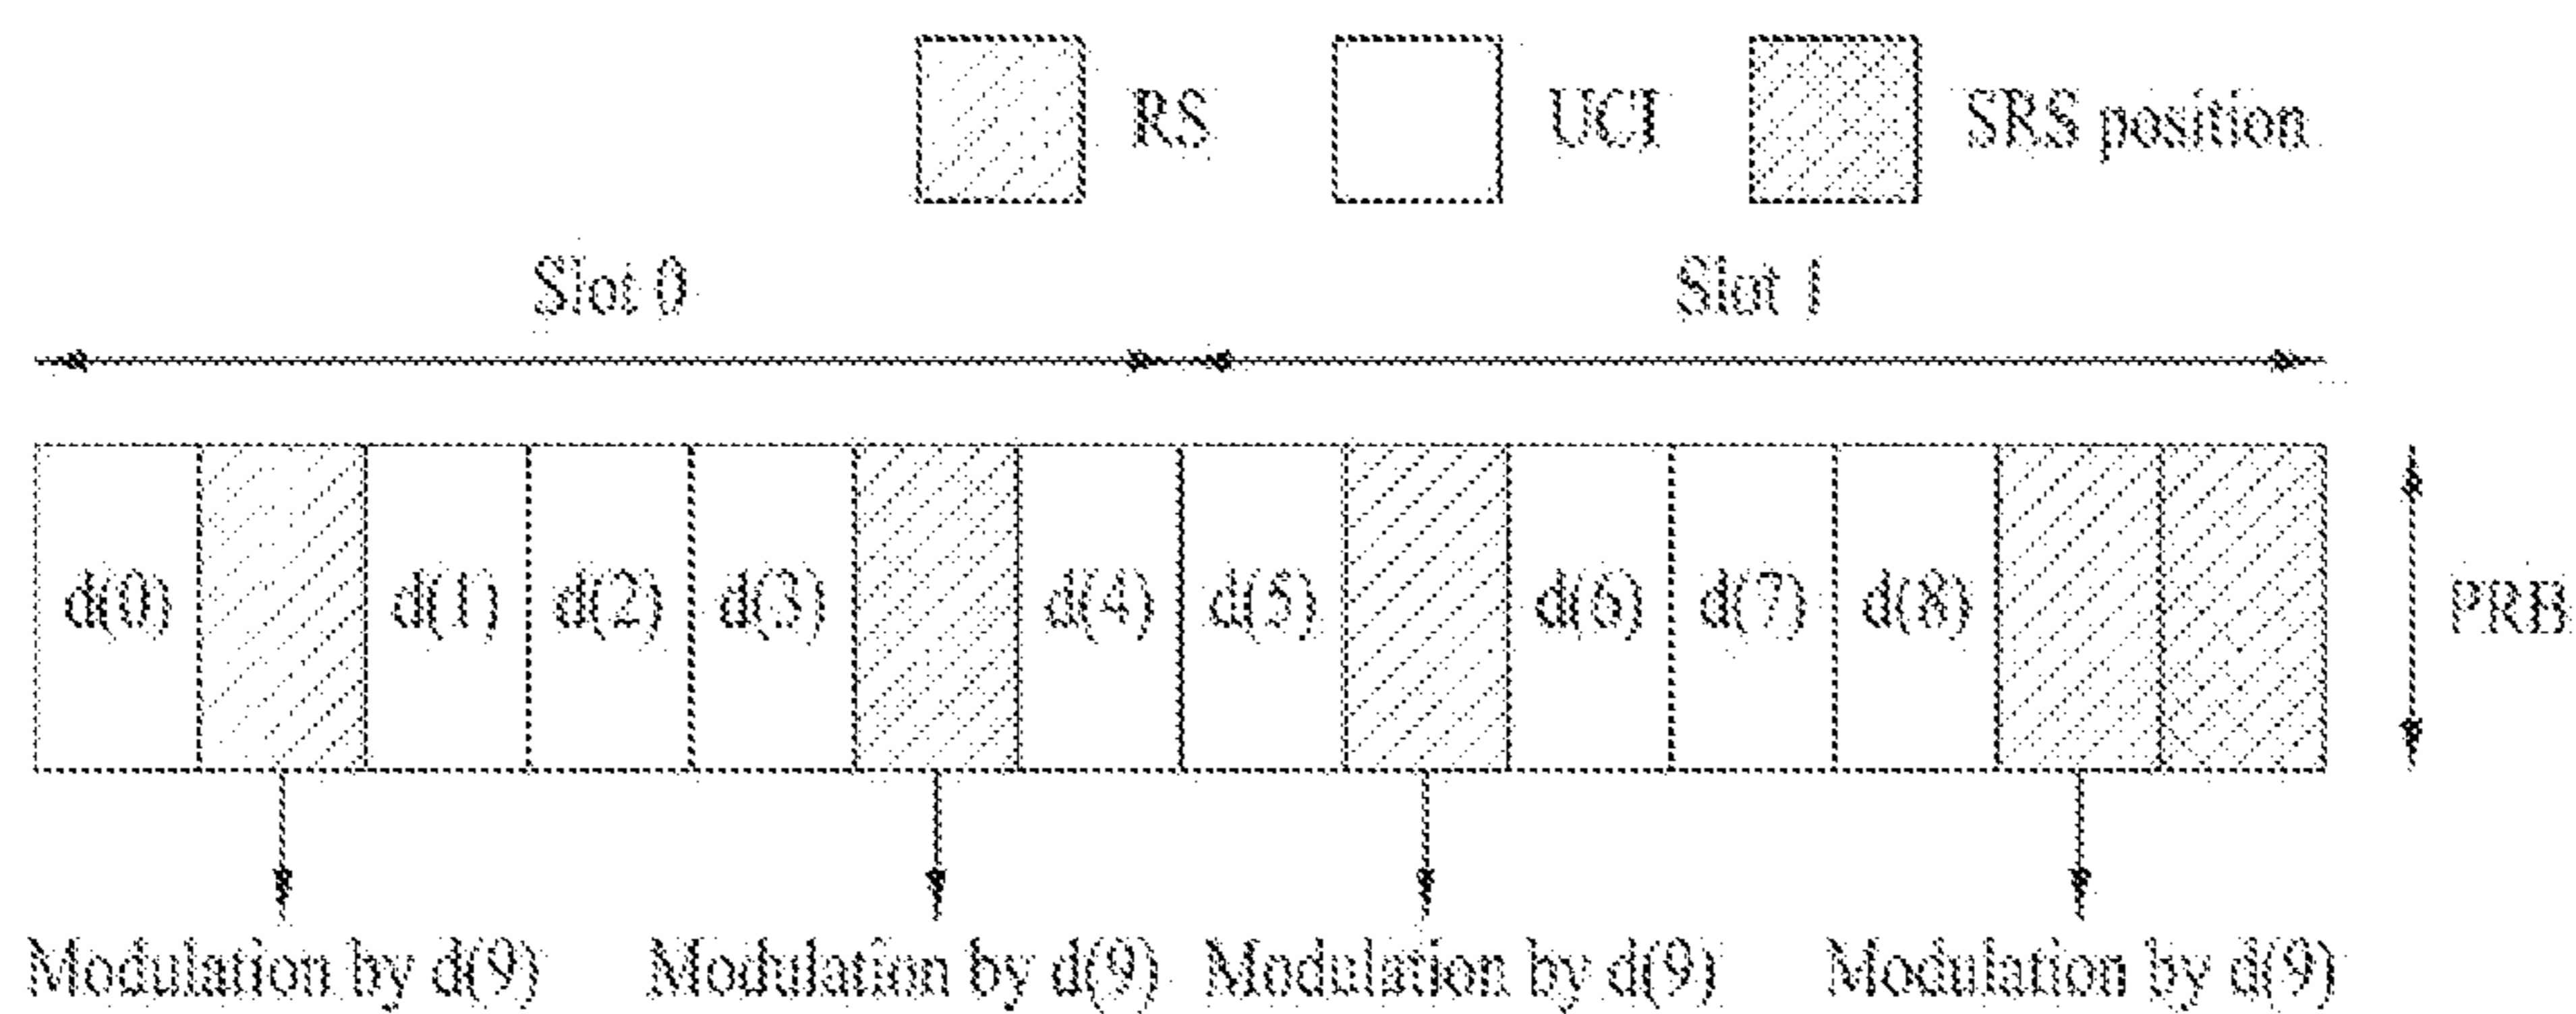 RS UCI SRS position
Slot 0 Slot 1
d(0) d(1) d(2) d(3) d(4) d(5) d(6) d(7) d(8) PRB
Modulation by d(9) Modulation by d(9) Modulation by d(9) Modulation by d(9)